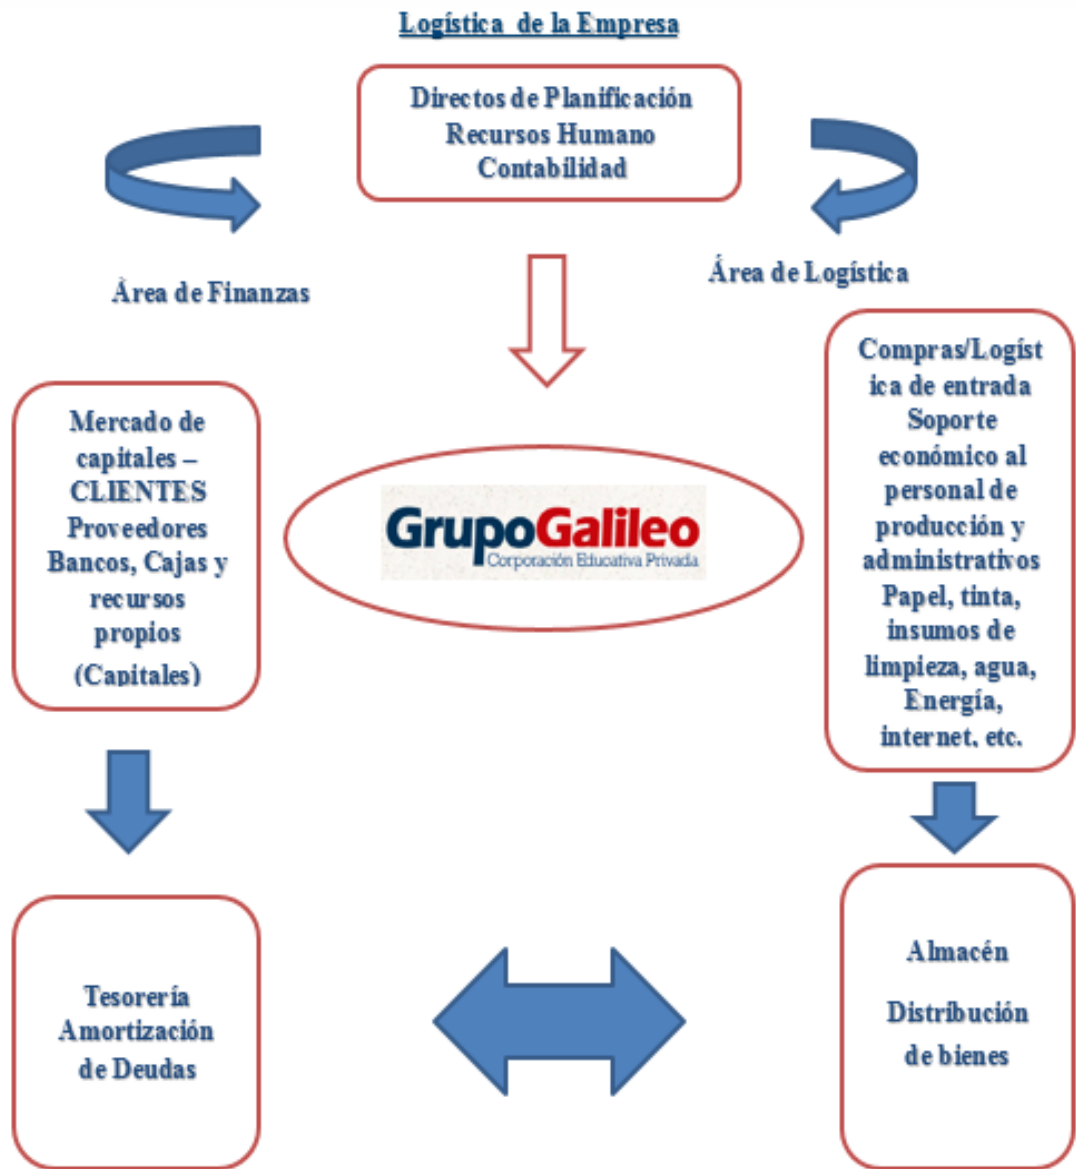 Logística de la Empresa
Directos de Planificación
Recursos Humano
Contabilidad
Área de Finanzas
Área de Logística
Mercado de
capitales –
CLIENTES
Proveedores
Bancos, Cajas y
recursos
propios
(Capitales)
GrupoGalileo
Corporación Educativa Privada
Compras/Logíst
ica de entrada
Soporte
económico al
personal de
producción y
administrativos
Papel, tinta,
insumos de
limpieza, agua,
Energía,
internet, etc.
Tesorería
Amortización
de Deudas
Almacén
Distribución
de bienes